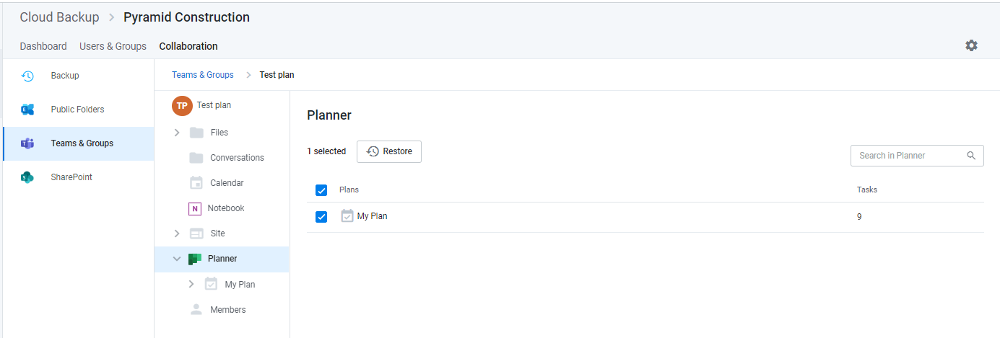 Cloud Backup > Pyramid Construction
Dashboard Users & Groups Collaboration
Backup
Public Folders
Teams & Groups
SharePoint
Teams & Groups > Test plan
TP Test plan
Files
Conversations
Calendar
N Notebook
Site
Planner
My Plan
Members
Planner
1 selected Restore
Search in Planner
Plans Tasks
My Plan 9